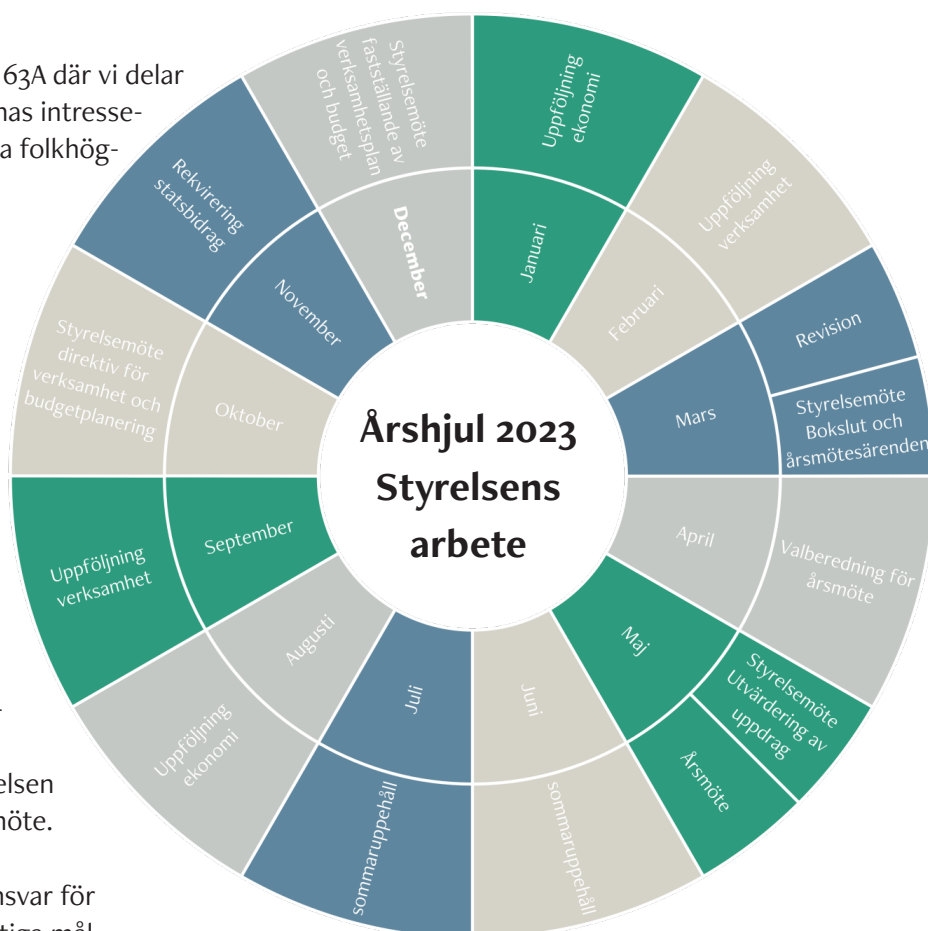 63A där vi delar
nas intresse-
a folkhög-
elsen
nöte.
nsvar för
tiga mål
Årshjul 2023
Styrelsens
arbete
Januari
Uppföljning
ekonomi
Februari
Uppföljning
verksamhet
Mars
Revision
Styrelsemöte
Bokslut och
årsmötesärenden
April
Valberedning för
årsmöte
Maj
Styrelsemöte
Utvärdering av
uppdrag
Årsmöte
Juni
sommaruppehåll
Juli
sommaruppehåll
Augusti
Uppföljning
ekonomi
September
Uppföljning
verksamhet
Oktober
Styrelsemöte
direktiv för
verksamhet och
budgetplanering
November
Rekvirering
statsbidrag
December
Styrelsemöte
fastställande av
verksamhetsplan
och budget